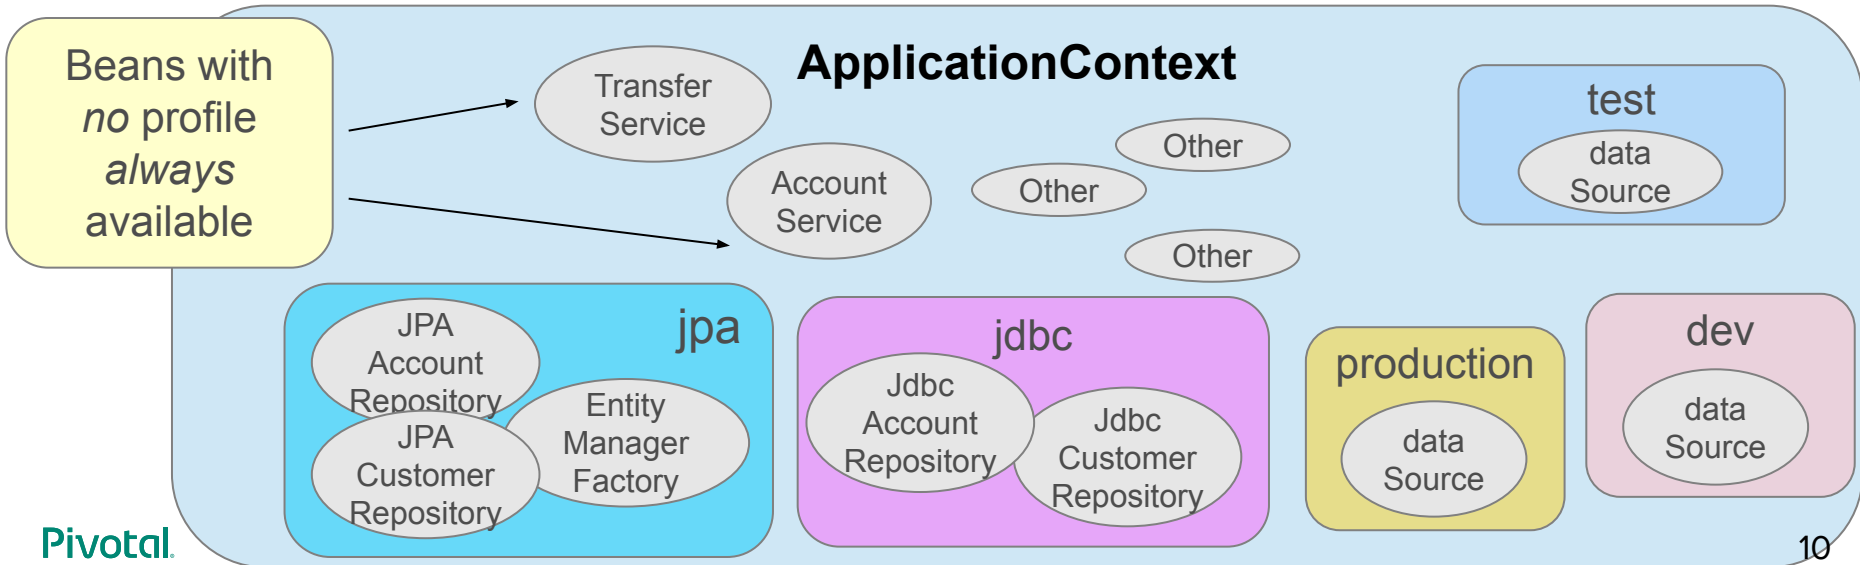 Beans with
no profile
always
available
ApplicationContext
Transfer
Service
Account
Service
Other
Other
Other
test
data
Source
jpa
JPA
Account
Repository
JPA
Customer
Repository
Entity
Manager
Factory
jdbc
Jdbc
Account
Repository
Jdbc
Customer
Repository
production
data
Source
dev
data
Source
Pivotal.
10